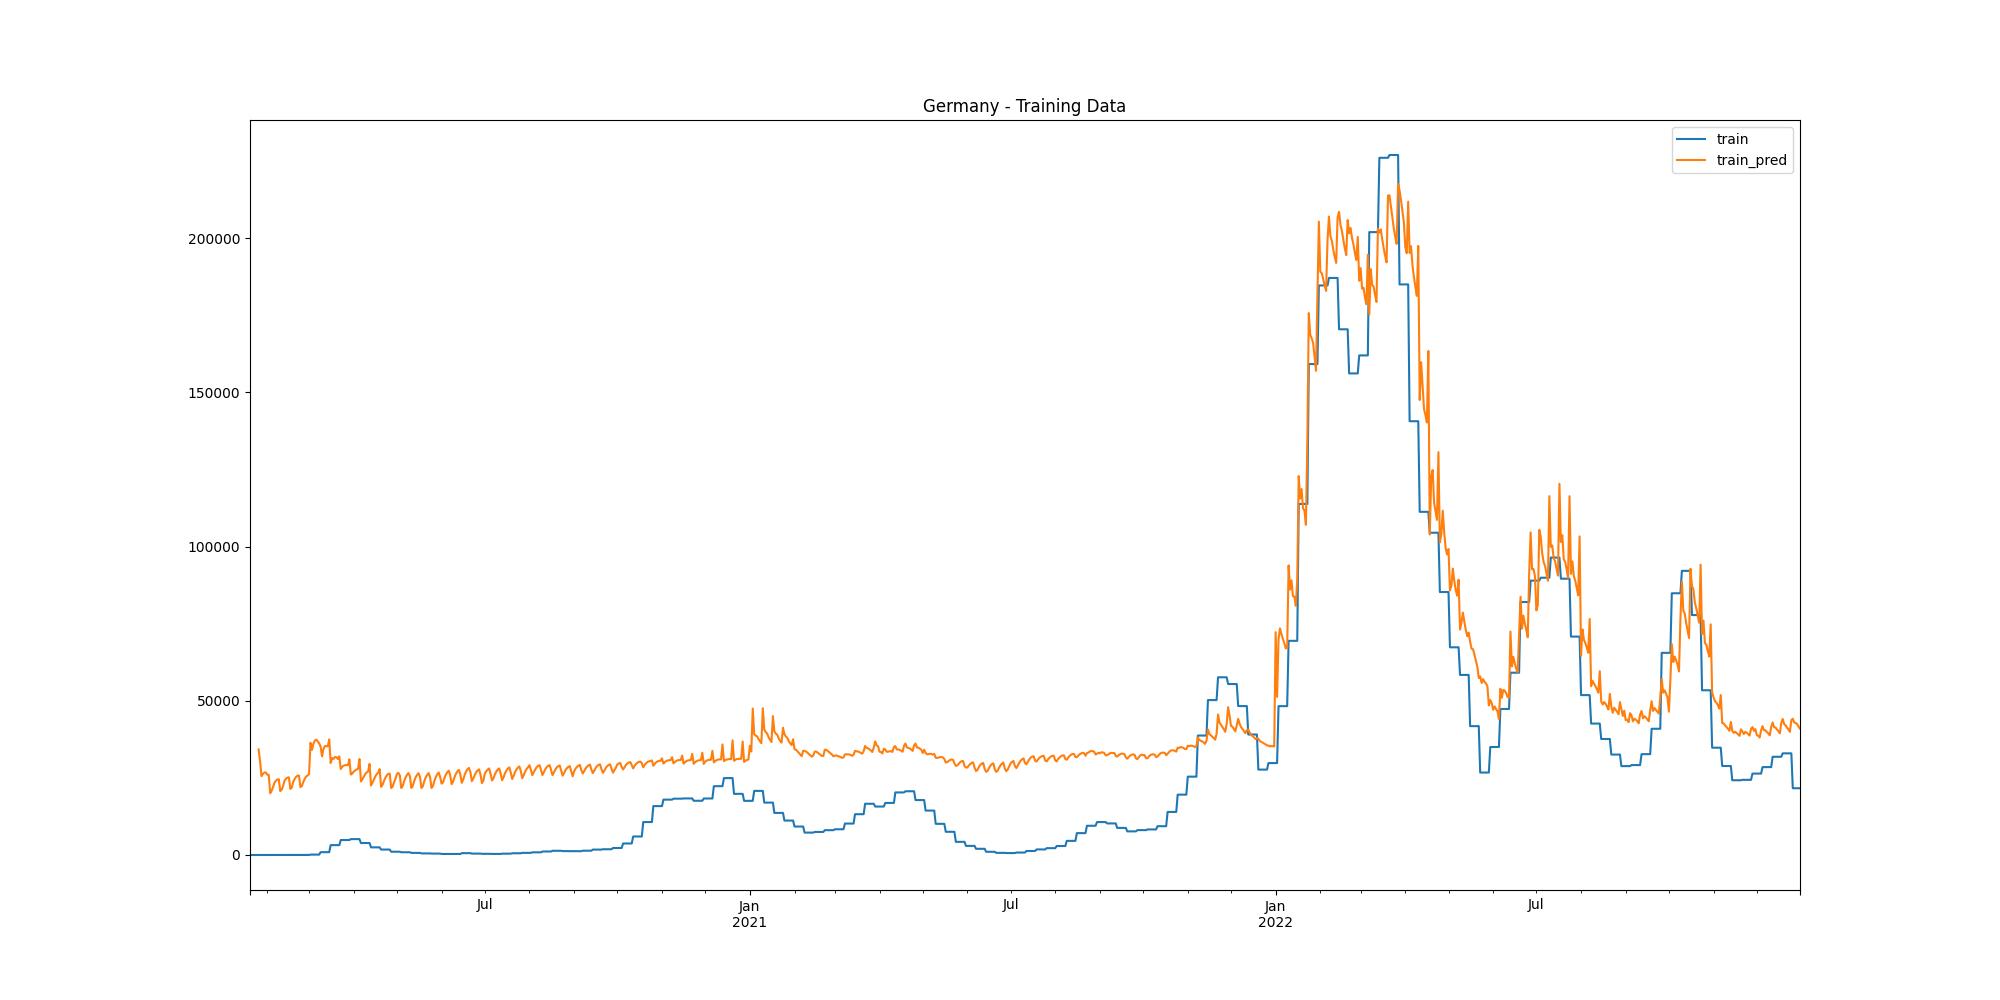 Germany - Training Data
train
train_pred
200000
150000
100000
50000
0
Jul
Jan
2021
Jul
Jan
2022
Jul